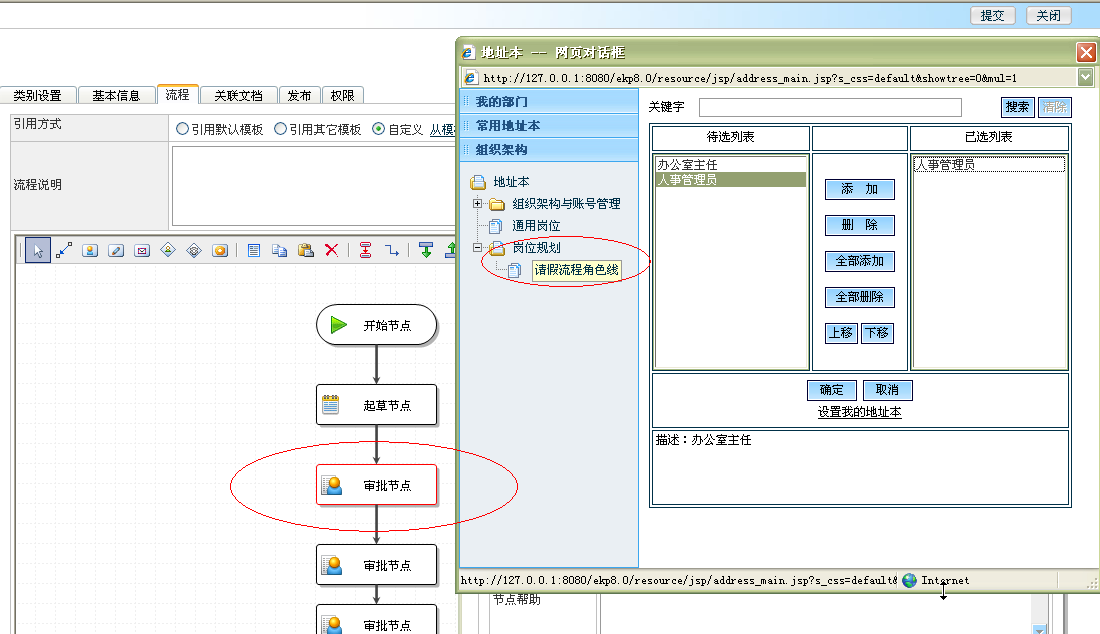 提交 关闭
地址本 -- 网页对话框
http://127.0.0.1:8080/ekp8.0/resource/jsp/address_main.jsp?s_css=default&showtree=0&mul=1
类别设置 基本信息 流程 关联文档 发布 权限
引用方式 引用默认模板 引用其它模板 自定义 从模
流程说明
开始节点
起草节点
审批节点
审批节点
审批节点
我的部门
常用地址本
组织架构
地址本
组织架构与账号管理
通用岗位
岗位规划
请假流程角色线
关键字 搜索 清除
待选列表 已选列表
办公室主任
人事管理员
人事管理员
添 加
删 除
全部添加
全部删除
上移 下移
确定 取消
设置我的地址本
描述：办公室主任
http://127.0.0.1:8080/ekp8.0/resource/jsp/address_main.jsp?s_css=default& Internet
节点帮助